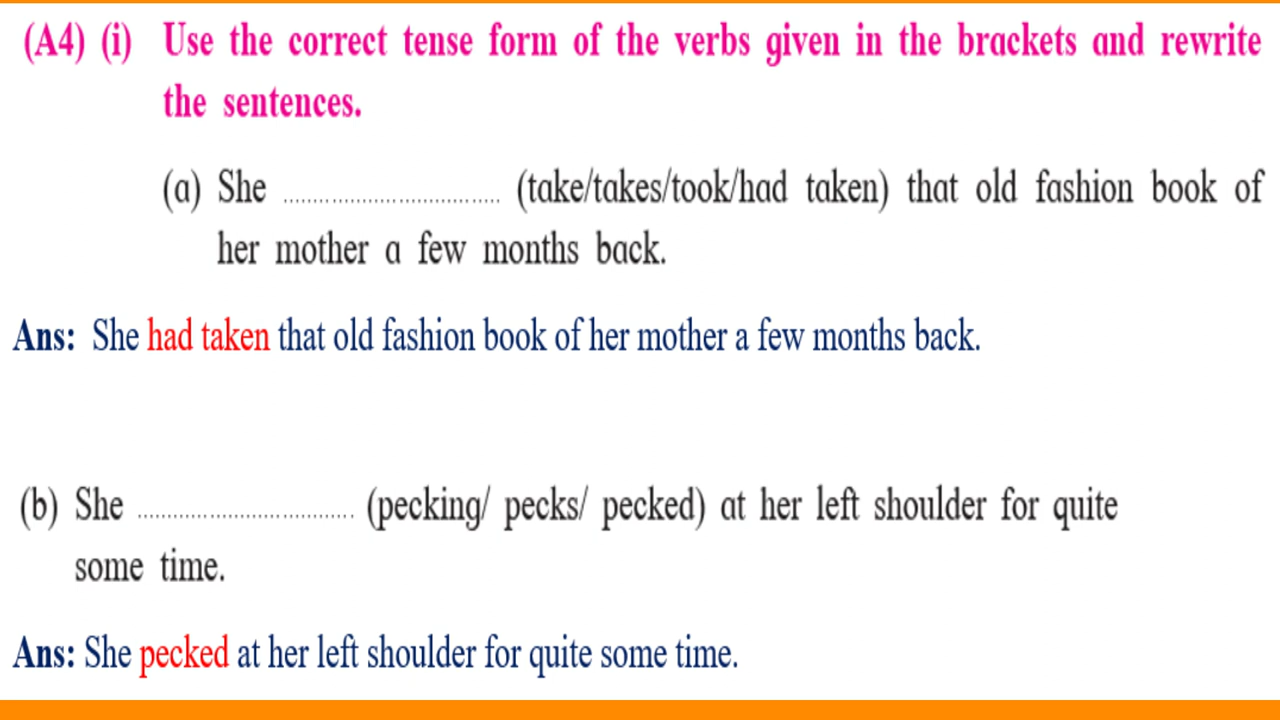 (A4) (i) Use the correct tense form of the verbs given in the brackets and rewrite
the sentences.
(a) She .................................... (take/takes/took/had taken) that old fashion book of
her mother a few months back.
Ans: She had taken that old fashion book of her mother a few months back.
(b) She .................................... (pecking/ pecks/ pecked) at her left shoulder for quite
some time.
Ans: She pecked at her left shoulder for quite some time.